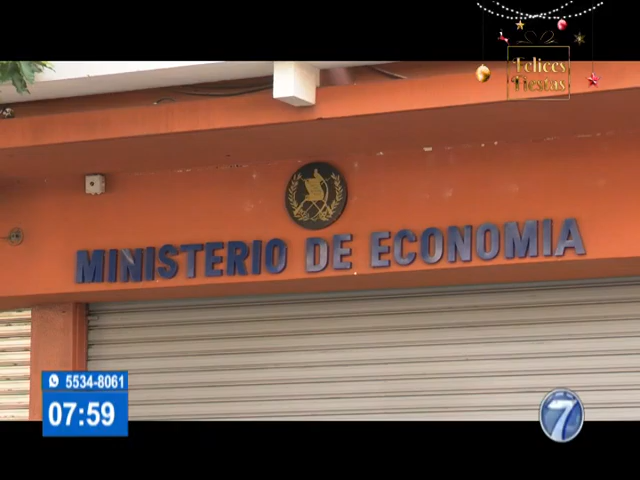 Felices
Fiestas
MINISTERIO DE ECONOMIA
5534-8061
07:59
7